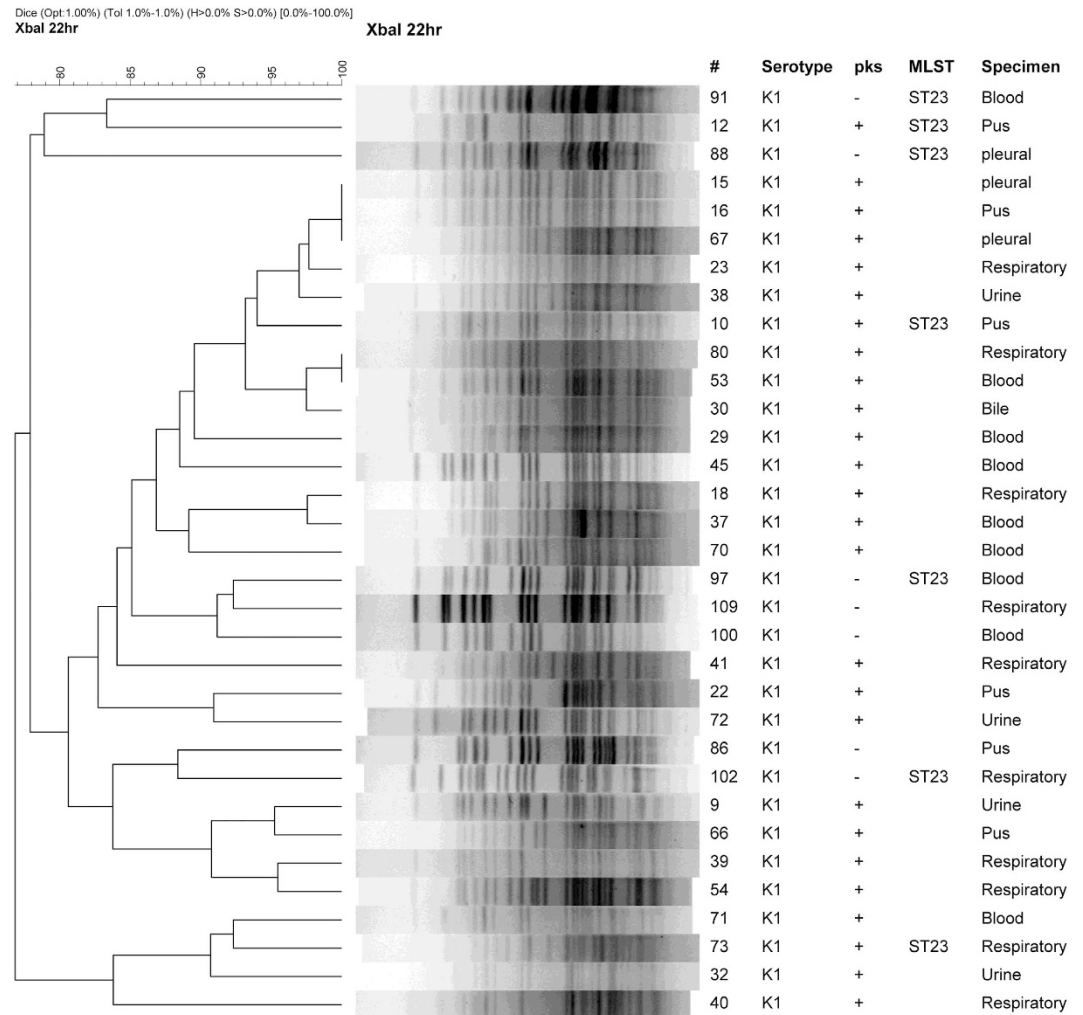 Dice (Opt:1.00%) (Tol 1.0%-1.0%) (H>0.0% S>0.0%) [0.0%-100.0%]
XbaI 22hr XbaI 22hr
80 85 90 95 100
# Serotype pks MLST Specimen
91 K1 - ST23 Blood
12 K1 + ST23 Pus
88 K1 - ST23 pleural
15 K1 + pleural
16 K1 + Pus
67 K1 + pleural
23 K1 + Respiratory
38 K1 + Urine
10 K1 + ST23 Pus
80 K1 + Respiratory
53 K1 + Blood
30 K1 + Bile
29 K1 + Blood
45 K1 + Blood
18 K1 + Respiratory
37 K1 + Blood
70 K1 + Blood
97 K1 - ST23 Blood
109 K1 - Respiratory
100 K1 - Blood
41 K1 + Respiratory
22 K1 + Pus
72 K1 + Urine
86 K1 - Pus
102 K1 - ST23 Respiratory
9 K1 + Urine
66 K1 + Pus
39 K1 + Respiratory
54 K1 + Respiratory
71 K1 + Blood
73 K1 + ST23 Respiratory
32 K1 + Urine
40 K1 + Respiratory